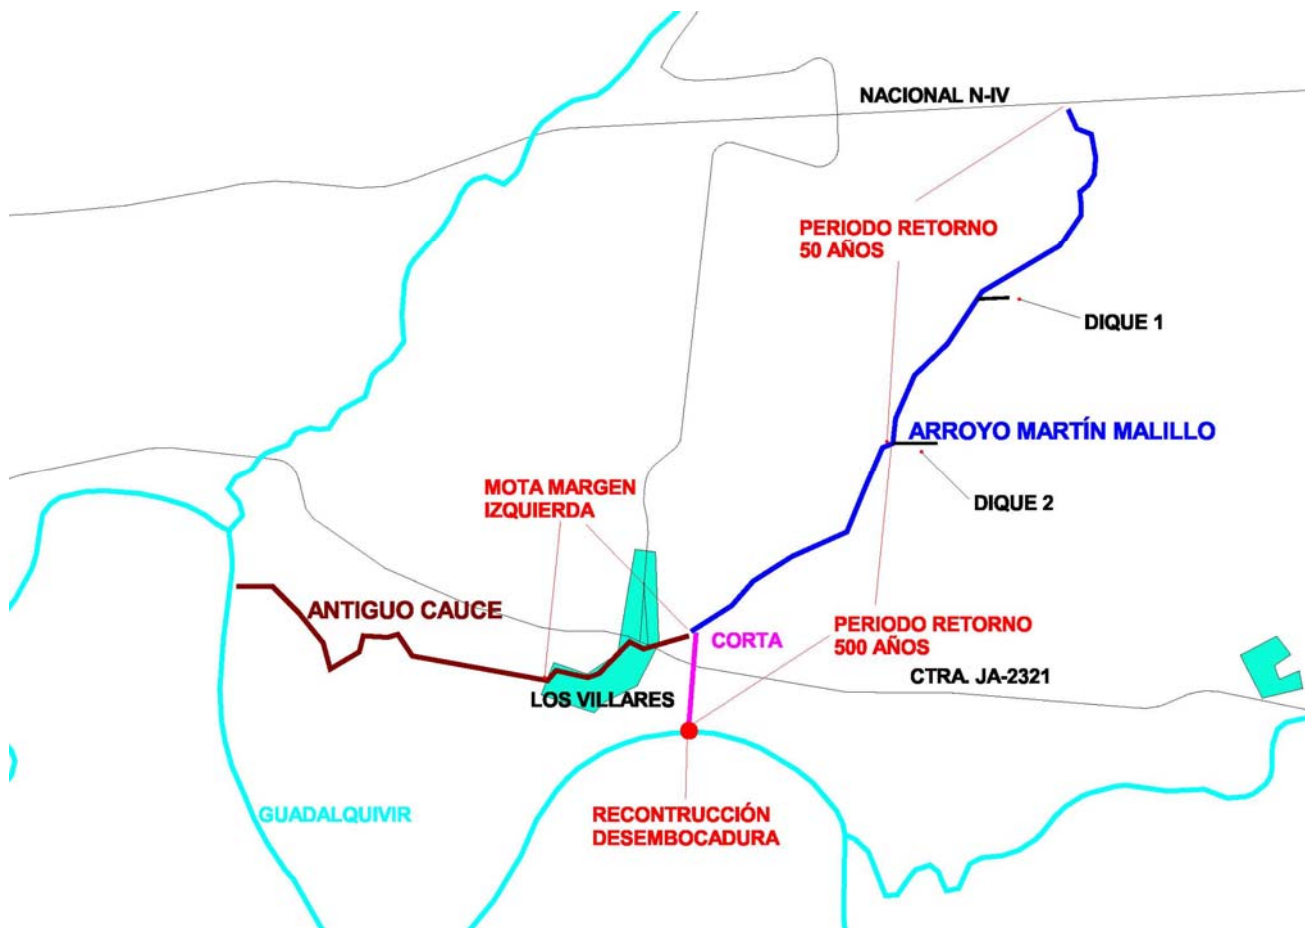 NACIONAL N-IV
PERIODO RETORNO
50 AÑOS
DIQUE 1
ARROYO MARTÍN MALILLO
MOTA MARGEN
IZQUIERDA
DIQUE 2
ANTIGUO CAUCE
CORTA
PERIODO RETORNO
500 AÑOS
CTRA. JA-2321
LOS VILLARES
GUADALQUIVIR
RECONTRUCCIÓN
DESEMBOCADURA